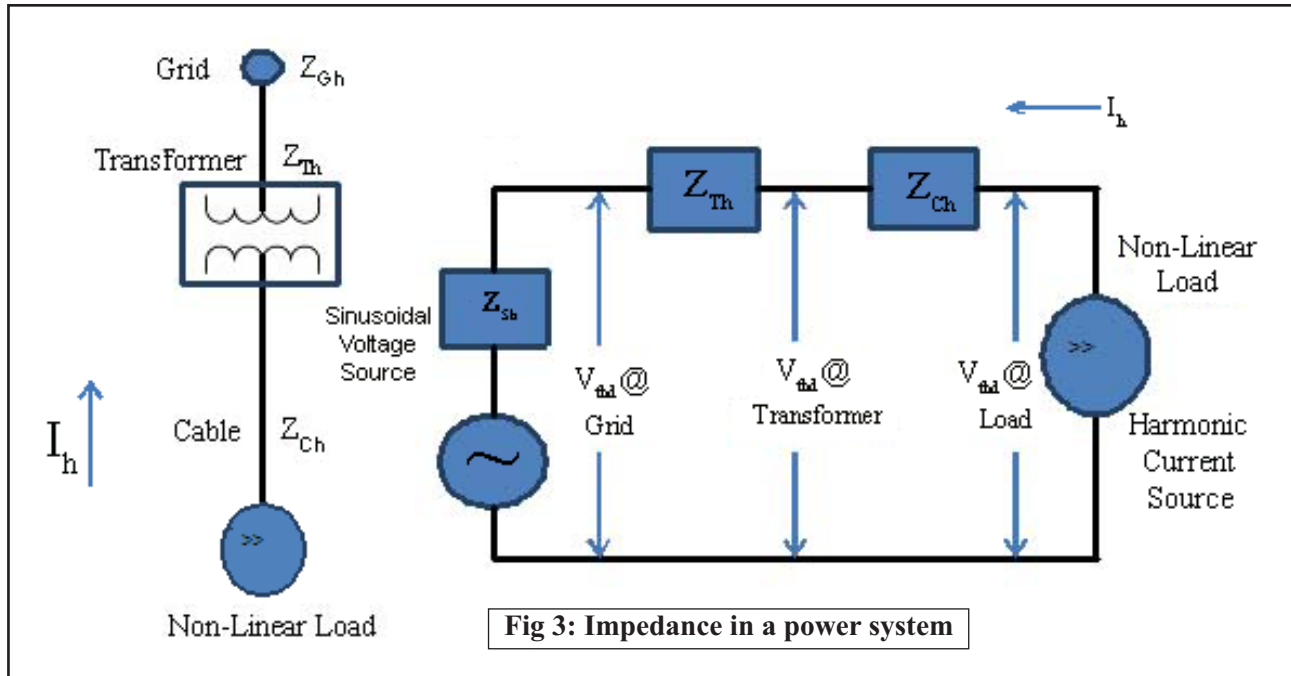 Grid Z_Gh
Transformer Z_Th
I_h
Cable Z_Ch
>>
Non-Linear Load
I_h
Z_Th
Z_Ch
Z_Sh
Sinusoidal
Voltage
Source
V_thd@
Grid
V_thd@
Transformer
V_thd@
Load
Non-Linear
Load
>>
Harmonic
Current
Source
Fig 3: Impedance in a power system